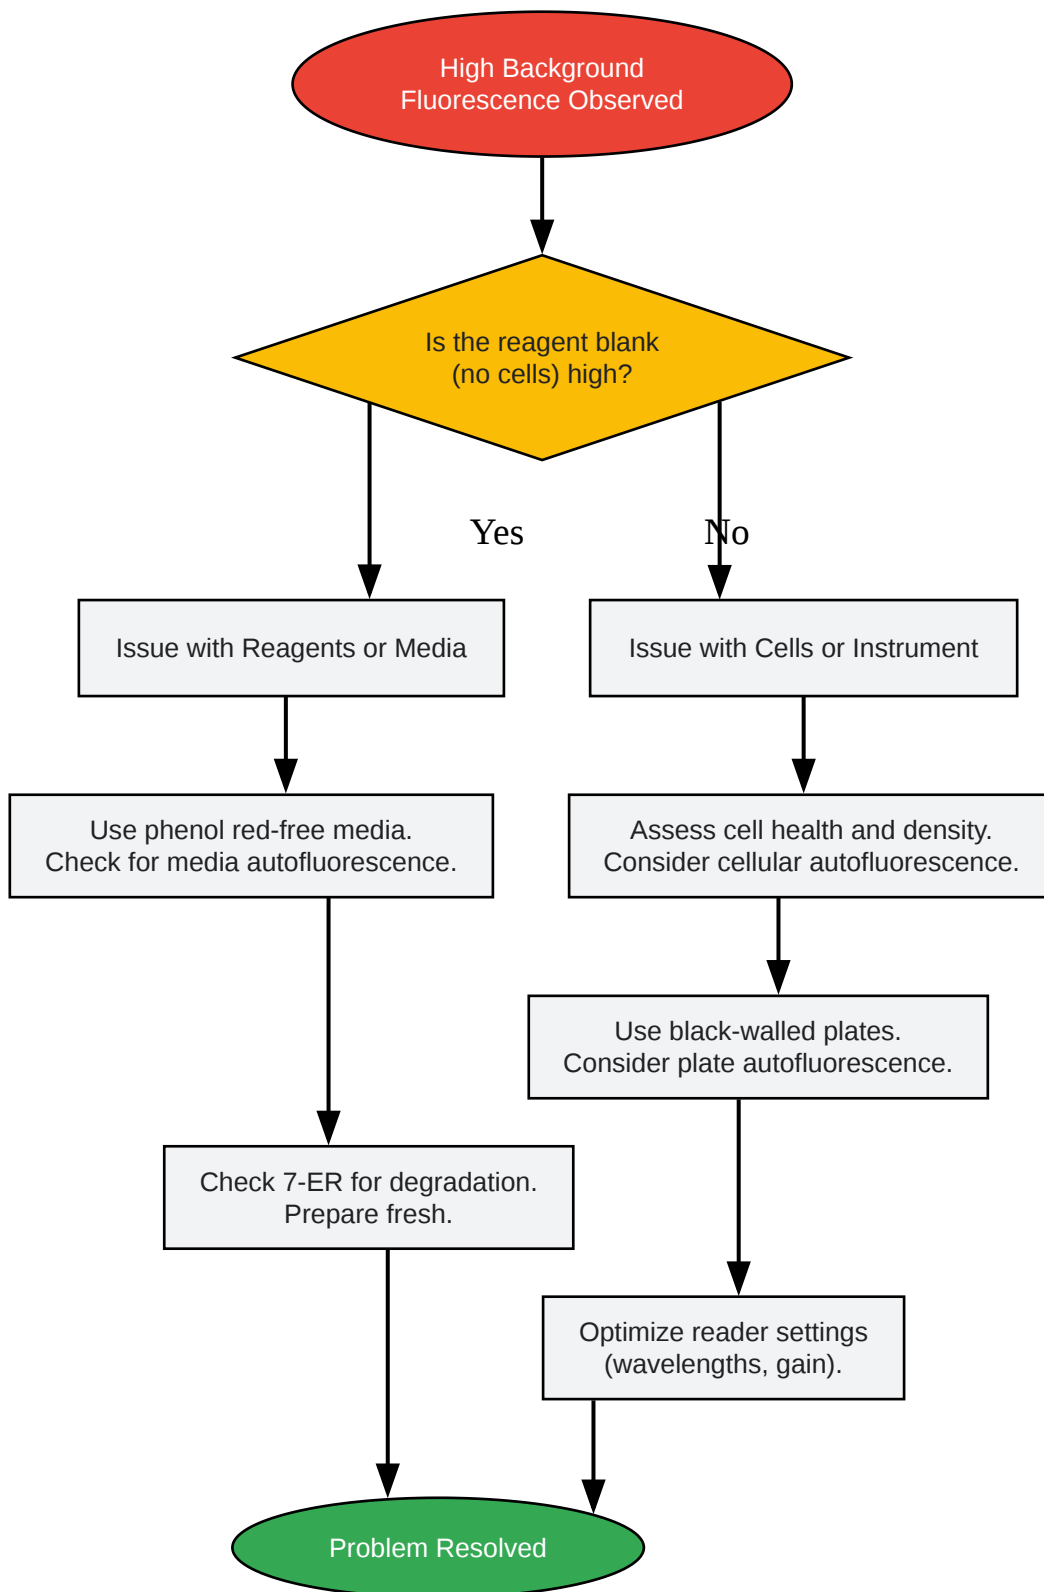 High Background
Fluorescence Observed
Is the reagent blank
(no cells) high?
Yes
No
Issue with Reagents or Media
Issue with Cells or Instrument
Use phenol red-free media.
Check for media autofluorescence.
Assess cell health and density.
Consider cellular autofluorescence.
Use black-walled plates.
Consider plate autofluorescence.
Check 7-ER for degradation.
Prepare fresh.
Optimize reader settings
(wavelengths, gain).
Problem Resolved